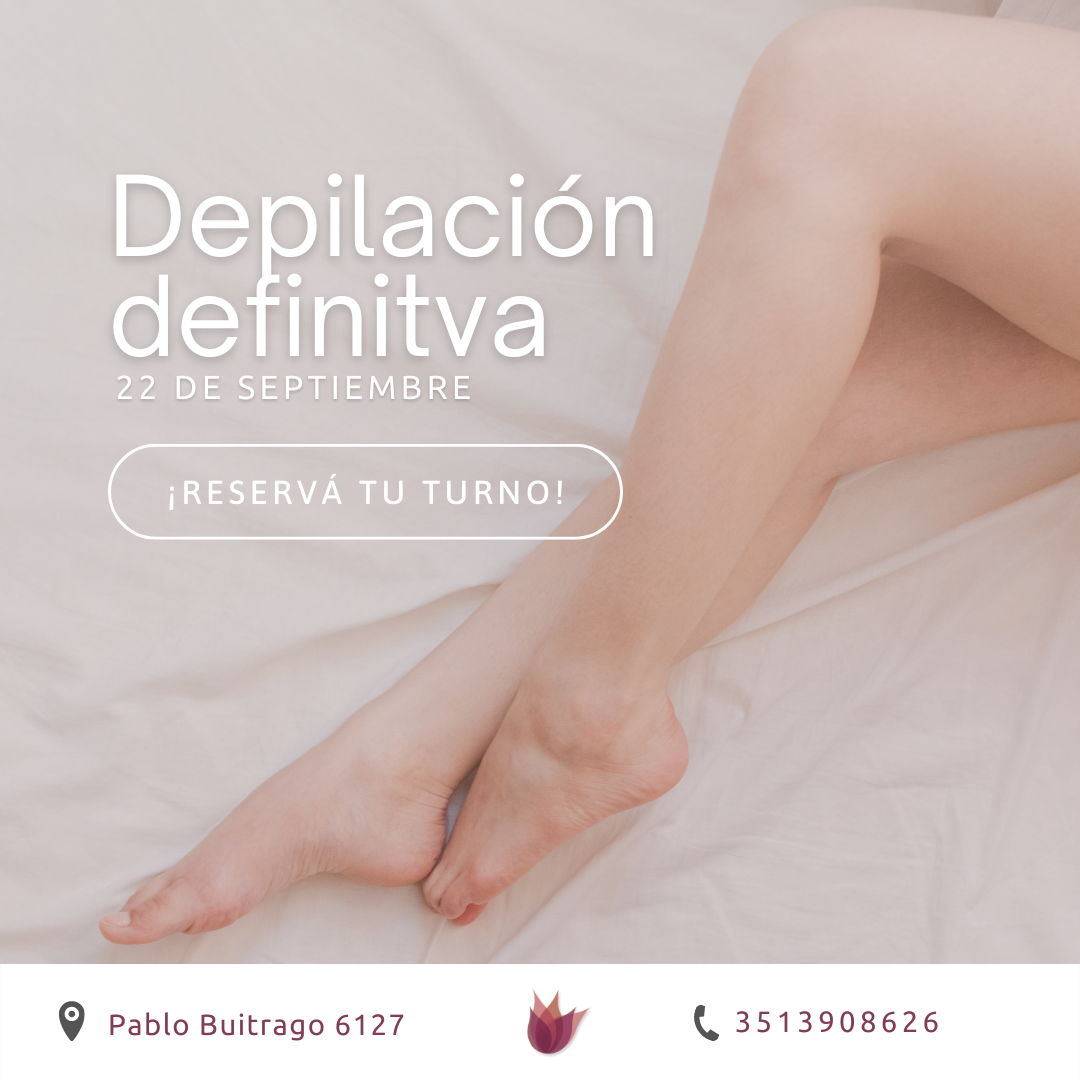 Depilación
definitva
22 DE SEPTIEMBRE
¡RESERVÁ TU TURNO!
Pablo Buitrago 6127
3513908626